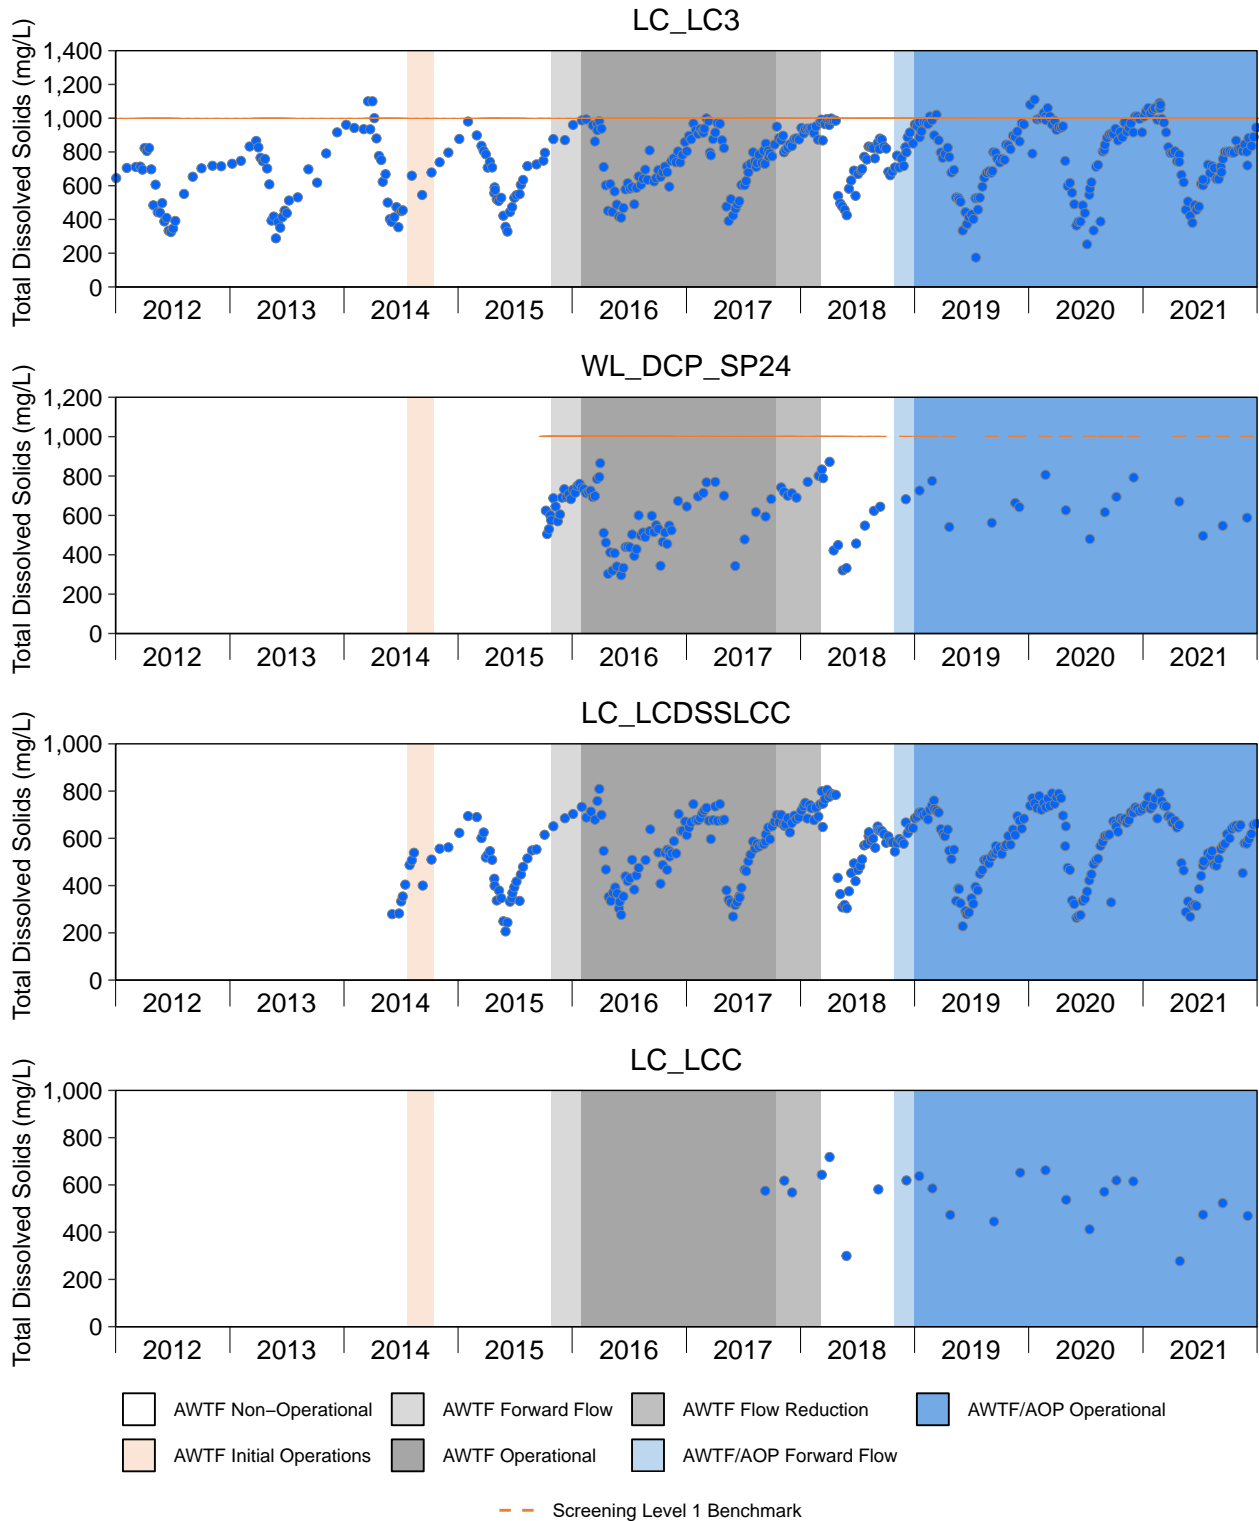 LC_LC3
Total Dissolved Solids (mg/L)
1,400
1,200
1,000
800
600
400
200
0
2012 2013 2014 2015 2016 2017 2018 2019 2020 2021
WL_DCP_SP24
Total Dissolved Solids (mg/L)
1,200
1,000
800
600
400
200
0
2012 2013 2014 2015 2016 2017 2018 2019 2020 2021
LC_LCDSSLCC
Total Dissolved Solids (mg/L)
1,000
800
600
400
200
0
2012 2013 2014 2015 2016 2017 2018 2019 2020 2021
LC_LCC
Total Dissolved Solids (mg/L)
1,000
800
600
400
200
0
2012 2013 2014 2015 2016 2017 2018 2019 2020 2021
AWTF Non−Operational AWTF Forward Flow AWTF Flow Reduction AWTF/AOP Operational
AWTF Initial Operations AWTF Operational AWTF/AOP Forward Flow
Screening Level 1 Benchmark